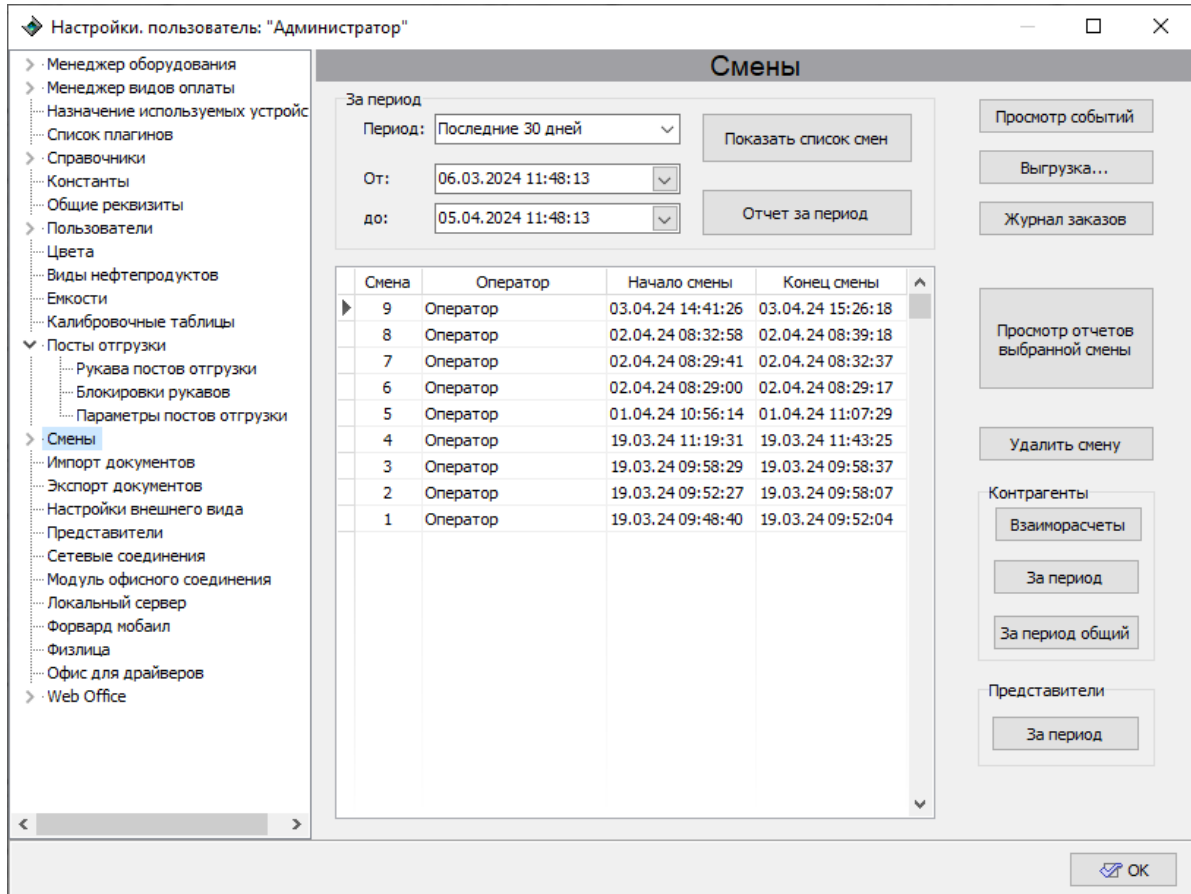 Настройки. пользователь: "Администратор"
Менеджер оборудования
Менеджер видов оплаты
Назначение используемых устройс
Список плагинов
Справочники
Константы
Общие реквизиты
Пользователи
Цвета
Виды нефтепродуктов
Емкости
Калибровочные таблицы
Посты отгрузки
Рукава постов отгрузки
Блокировки рукавов
Параметры постов отгрузки
Смены
Импорт документов
Экспорт документов
Настройки внешнего вида
Представители
Сетевые соединения
Модуль офисного соединения
Локальный сервер
Форвард мобаил
Физлица
Офис для драйверов
Web Office
Смены
За период
Период: Последние 30 дней
От: 06.03.2024 11:48:13
до: 05.04.2024 11:48:13
Показать список смен
Отчет за период
Смена Оператор Начало смены Конец смены
9 Оператор 03.04.24 14:41:26 03.04.24 15:26:18
8 Оператор 02.04.24 08:32:58 02.04.24 08:39:18
7 Оператор 02.04.24 08:29:41 02.04.24 08:32:37
6 Оператор 02.04.24 08:29:00 02.04.24 08:29:17
5 Оператор 01.04.24 10:56:14 01.04.24 11:07:29
4 Оператор 19.03.24 11:19:31 19.03.24 11:43:25
3 Оператор 19.03.24 09:58:29 19.03.24 09:58:37
2 Оператор 19.03.24 09:52:27 19.03.24 09:58:07
1 Оператор 19.03.24 09:48:40 19.03.24 09:52:04
Просмотр событий
Выгрузка...
Журнал заказов
Просмотр отчетов
выбранной смены
Удалить смену
Контрагенты
Взаиморасчеты
За период
За период общий
Представители
За период
OK